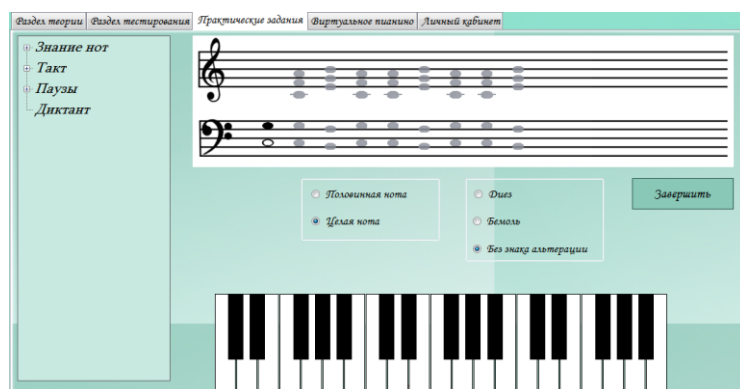 Раздел теории Раздел тестирования Практические задания Виртуальное пианино Личный кабинет
Знание нот
Такт
Паузы
Диктант
Половинная нота
Целая нота
Диез
Бемоль
Без знака альтерации
Завершить